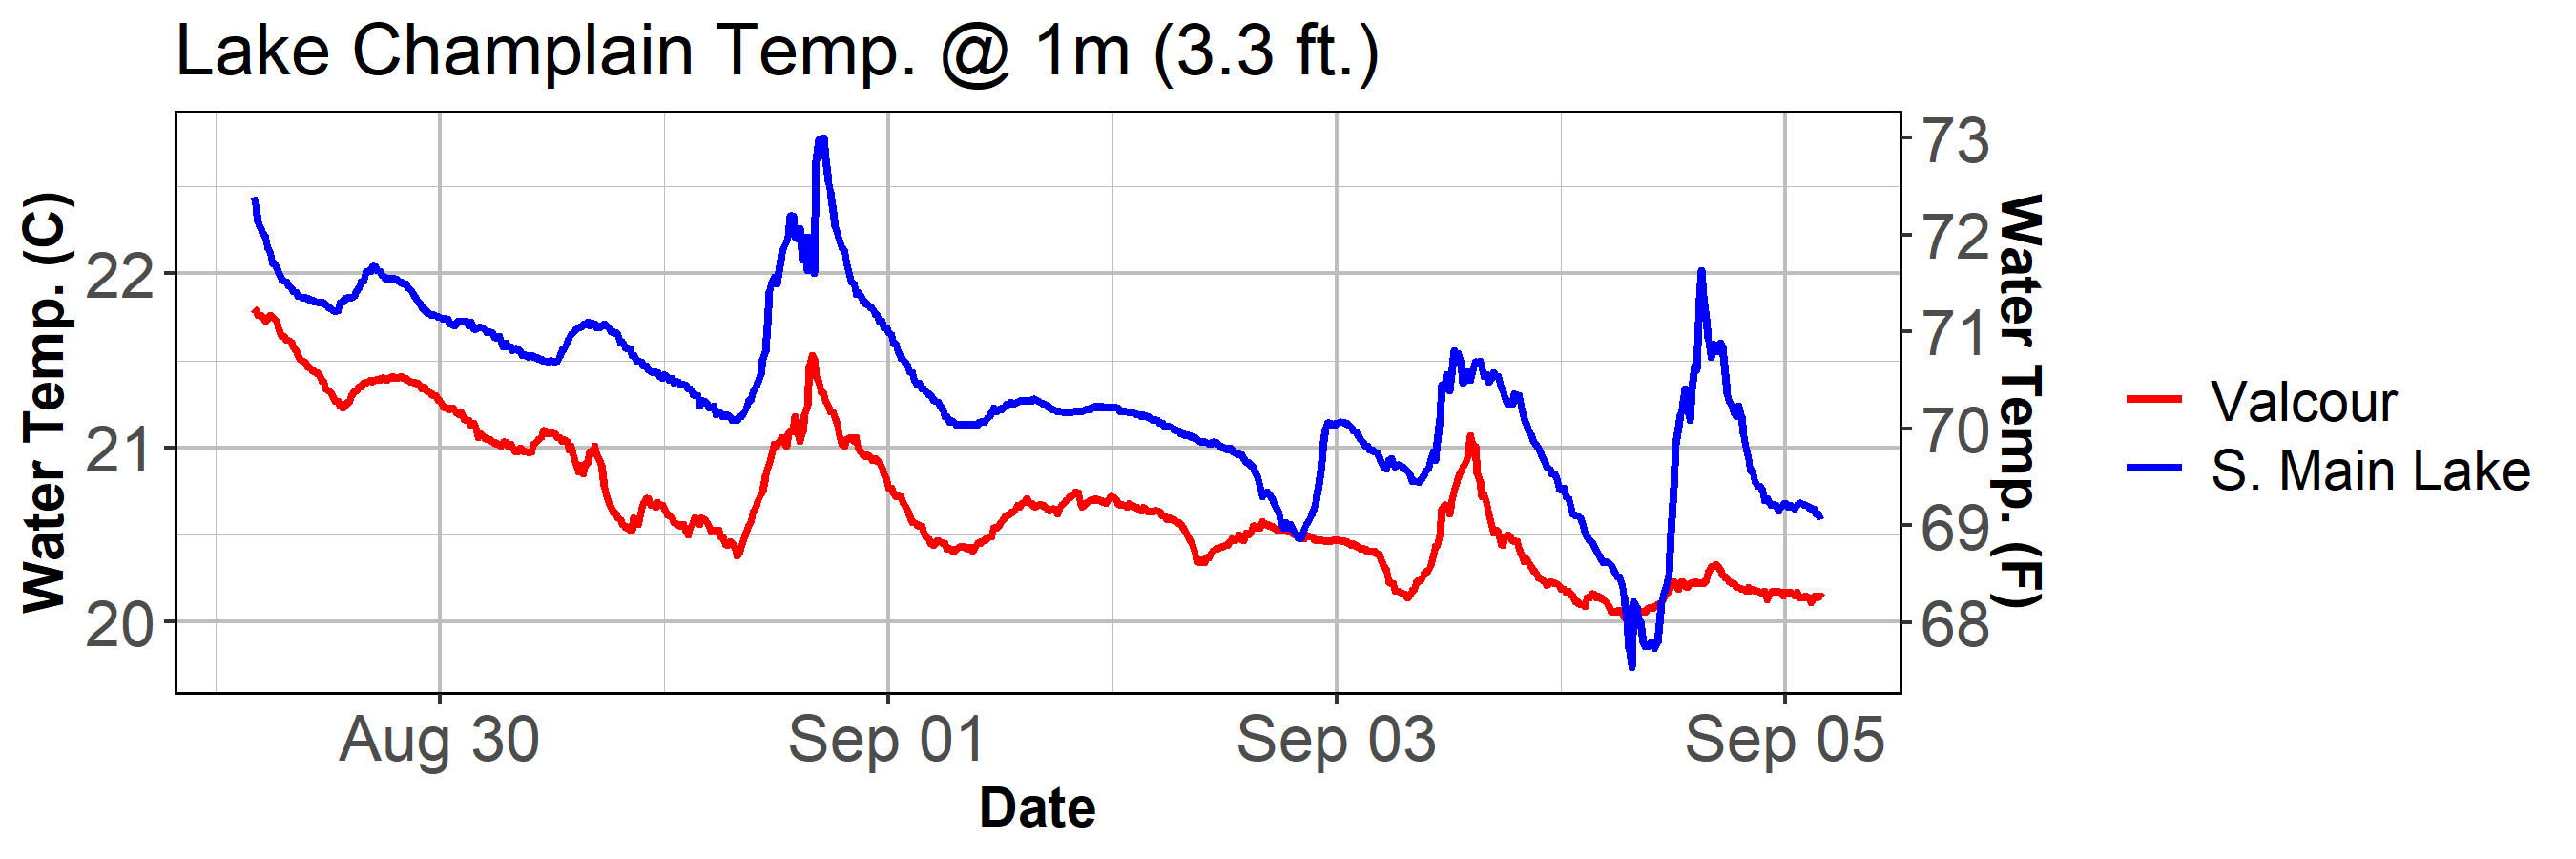 Lake Champlain Temp. @ 1m (3.3 ft.)
Water Temp. (C)
22
21
20
73
72
71
70
69
68
Water Temp. (F)
Aug 30
Sep 01
Sep 03
Sep 05
Date
Valcour
S. Main Lake